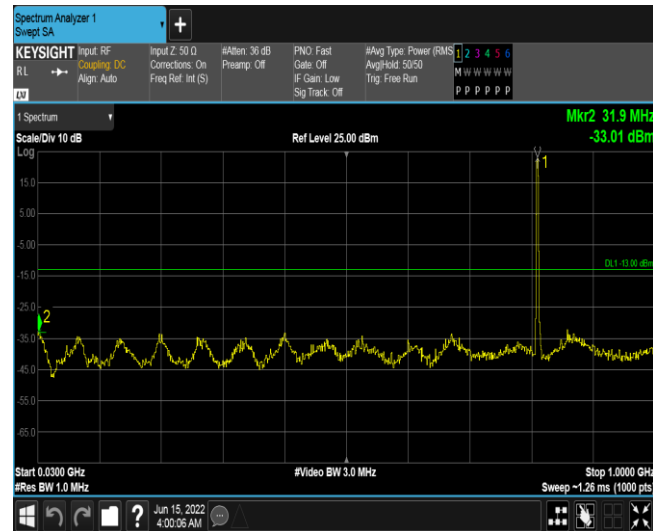 Spectrum Analyzer 1
Swept SA
KEYSIGHT
RL
LXI
Input: RF
Coupling: DC
Align: Auto
Input Z: 50 Ω
Corrections: On
Freq Ref: Int (S)
#Atten: 36 dB
Preamp: Off
PNO: Fast
Gate: Off
IF Gain: Low
Sig Track: Off
#Avg Type: Power (RMS
Avg|Hold: 50/50
Trig: Free Run
1 2 3 4 5 6
M W W W W W
P P P P P P
1 Spectrum
Mkr2 31.9 MHz
Scale/Div 10 dB
Ref Level 25.00 dBm
-33.01 dBm
Log
1
15.0
5.00
-5.00
DL1 -13.00 dBm
-15.0
-25.0
2
-35.0
-45.0
-55.0
-65.0
Start 0.0300 GHz
#Video BW 3.0 MHz
Stop 1.0000 GHz
#Res BW 1.0 MHz
Sweep ~1.26 ms (1000 pts
?
Jun 15, 2022
4:00:06 AM